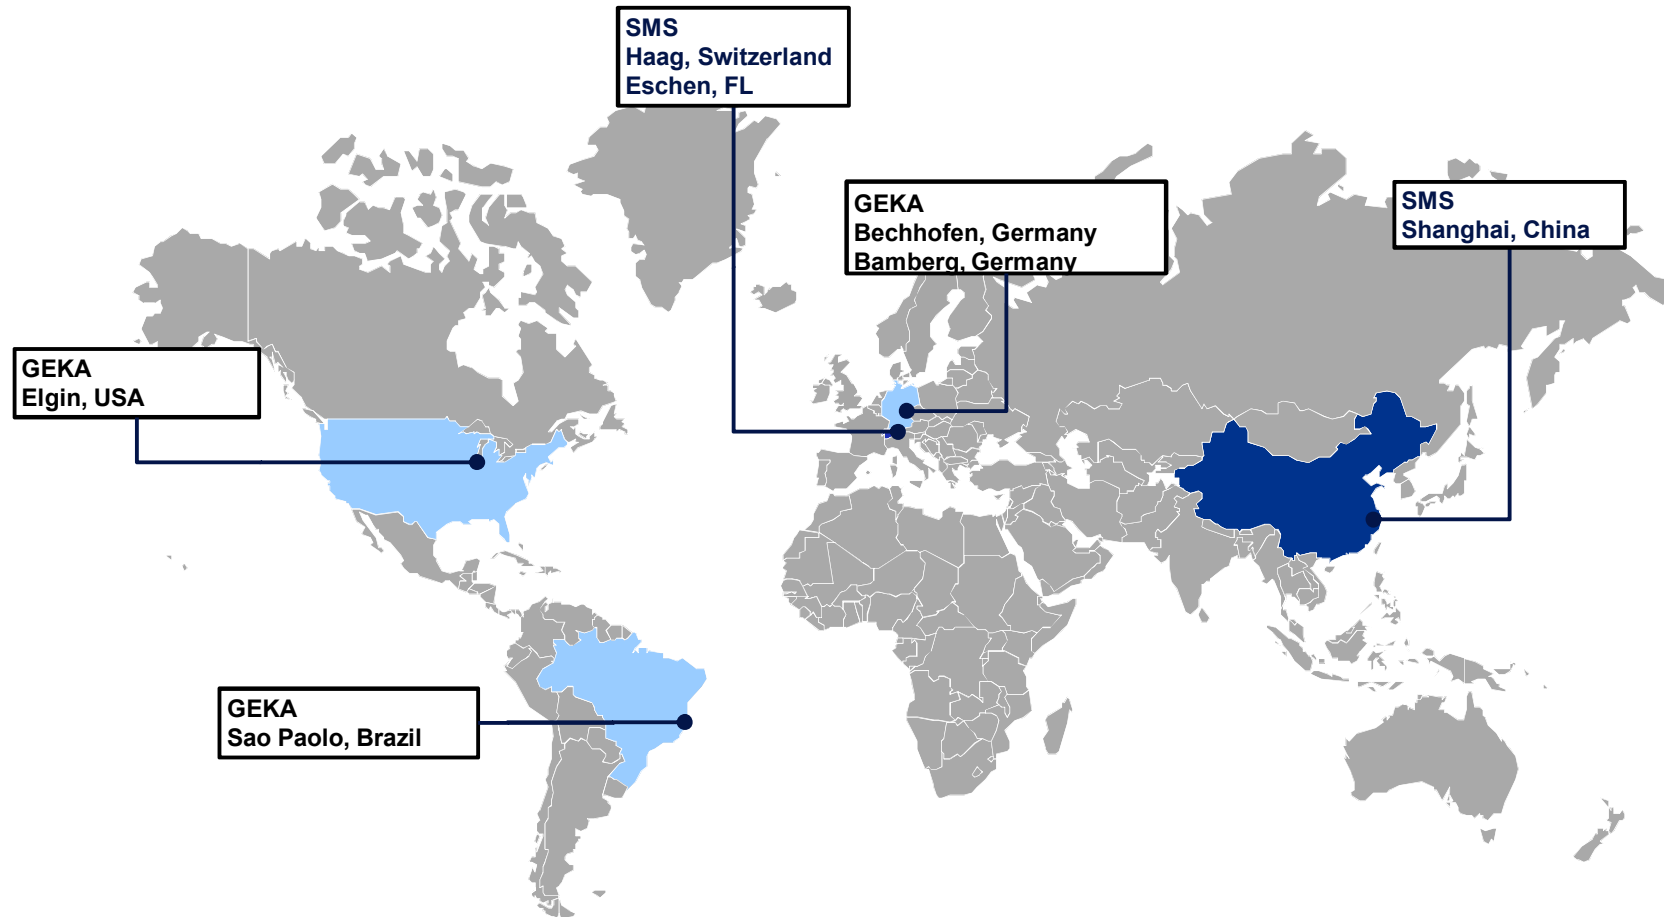 SMS
Haag, Switzerland
Eschen, FL
GEKA
Bechhofen, Germany
Bamberg, Germany
SMS
Shanghai, China
GEKA
Elgin, USA
GEKA
Sao Paolo, Brazil